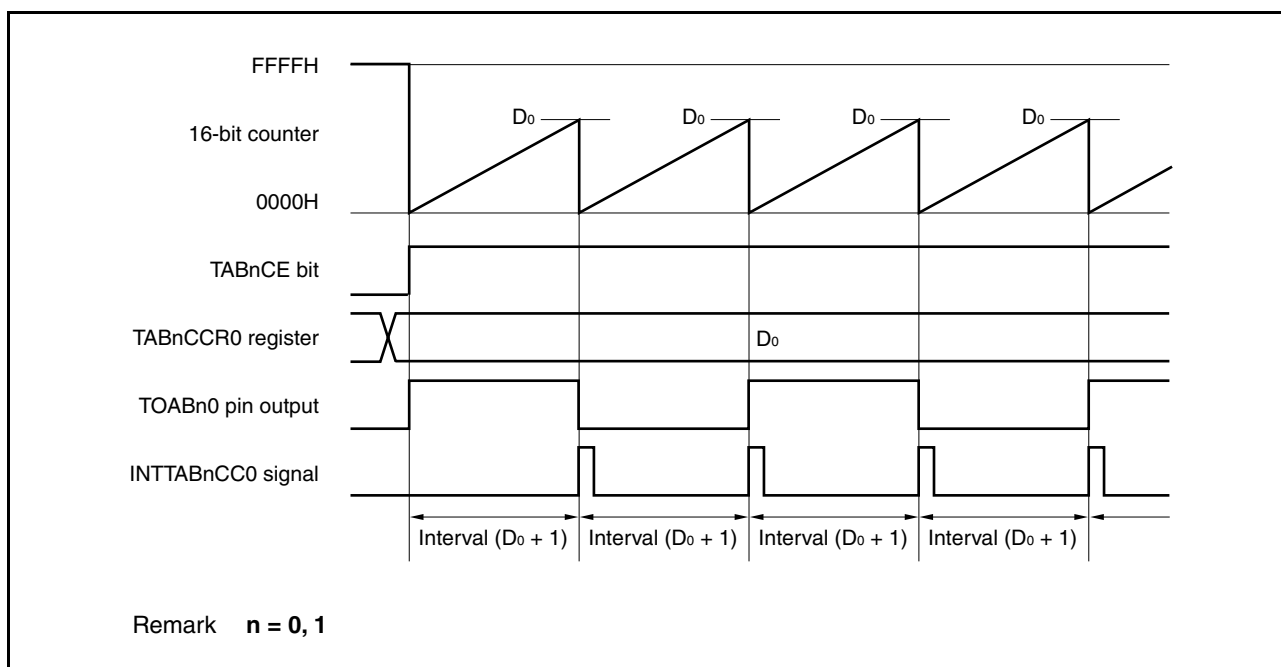 FFFFH
D₀ D₀ D₀ D₀
16-bit counter
0000H
TABnCE bit
TABnCCR0 register
D₀
TOABn0 pin output
INTTABnCC0 signal
Interval (D₀ + 1) Interval (D₀ + 1) Interval (D₀ + 1) Interval (D₀ + 1)
Remark n = 0, 1